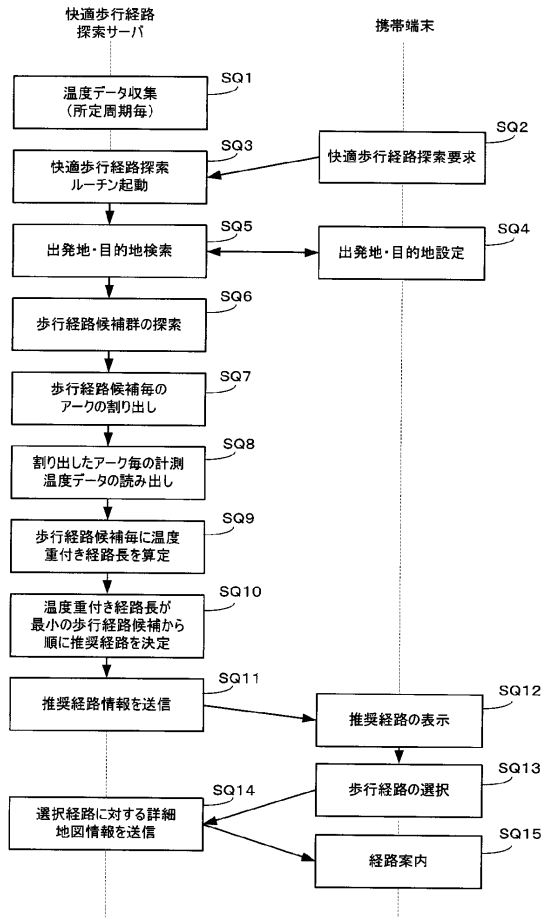 快適歩行経路
探索サーバ
携帯端末
SQ1
温度データ収集
(所定周期毎)
SQ2
快適歩行経路探索要求
SQ3
快適歩行経路探索
ルーチン起動
SQ4
出発地・目的地設定
SQ5
出発地・目的地検索
SQ6
歩行経路候補群の探索
SQ7
歩行経路候補毎の
アークの割り出し
SQ8
割り出したアーク毎の計測
温度データの読み出し
SQ9
歩行経路候補毎に温度
重付き経路長を算定
SQ10
温度重付き経路長が
最小の歩行経路候補から
順に推奨経路を決定
SQ11
推奨経路情報を送信
SQ12
推奨経路の表示
SQ13
歩行経路の選択
SQ14
選択経路に対する詳細
地図情報を送信
SQ15
経路案内